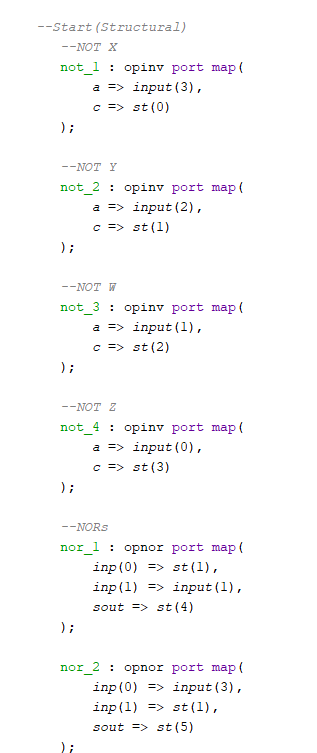 --Start(Structural)
--NOT X
not_1 : opinv port map(
a => input(3),
c => st(0)
);
--NOT Y
not_2 : opinv port map(
a => input(2),
c => st(1)
);
--NOT W
not_3 : opinv port map(
a => input(1),
c => st(2)
);
--NOT Z
not_4 : opinv port map(
a => input(0),
c => st(3)
);
--NORs
nor_1 : opnor port map(
inp(0) => st(1),
inp(1) => input(1),
sout => st(4)
);
nor_2 : opnor port map(
inp(0) => input(3),
inp(1) => st(1),
sout => st(5)
);